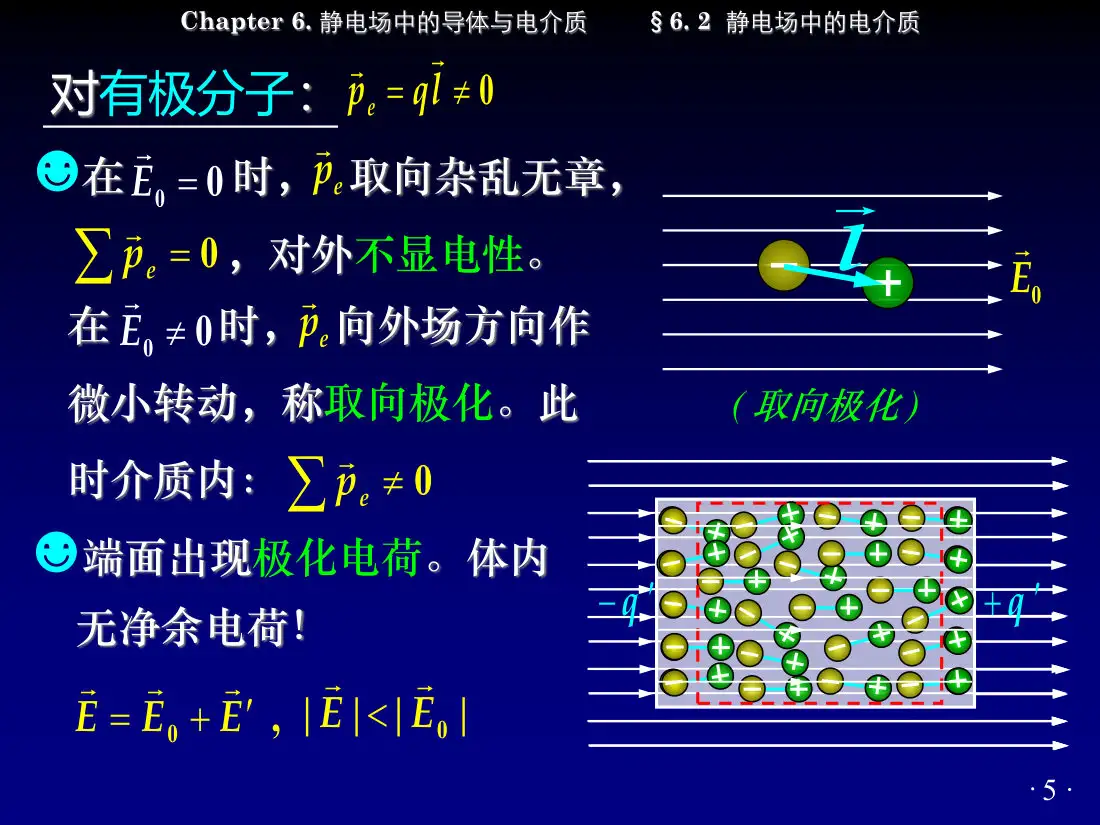 Chapter 6. 静电场中的导体与电介质 § 6. 2 静电场中的电介质
对有极分子： p⃗ₑ = ql⃗ ≠ 0
在 E⃗₀ = 0 时，p⃗ₑ 取向杂乱无章，
∑ p⃗ₑ = 0 ，对外不显电性。
在 E⃗₀ ≠ 0 时，p⃗ₑ 向外场方向作
微小转动，称取向极化。此
时介质内： ∑ p⃗ₑ ≠ 0
端面出现极化电荷。体内
无净余电荷！
E⃗ = E⃗₀ + E⃗′ , | E⃗ | < | E⃗₀ |
l⃗
E⃗₀
（取向极化）
− q ′
+ q ′
· 5 ·